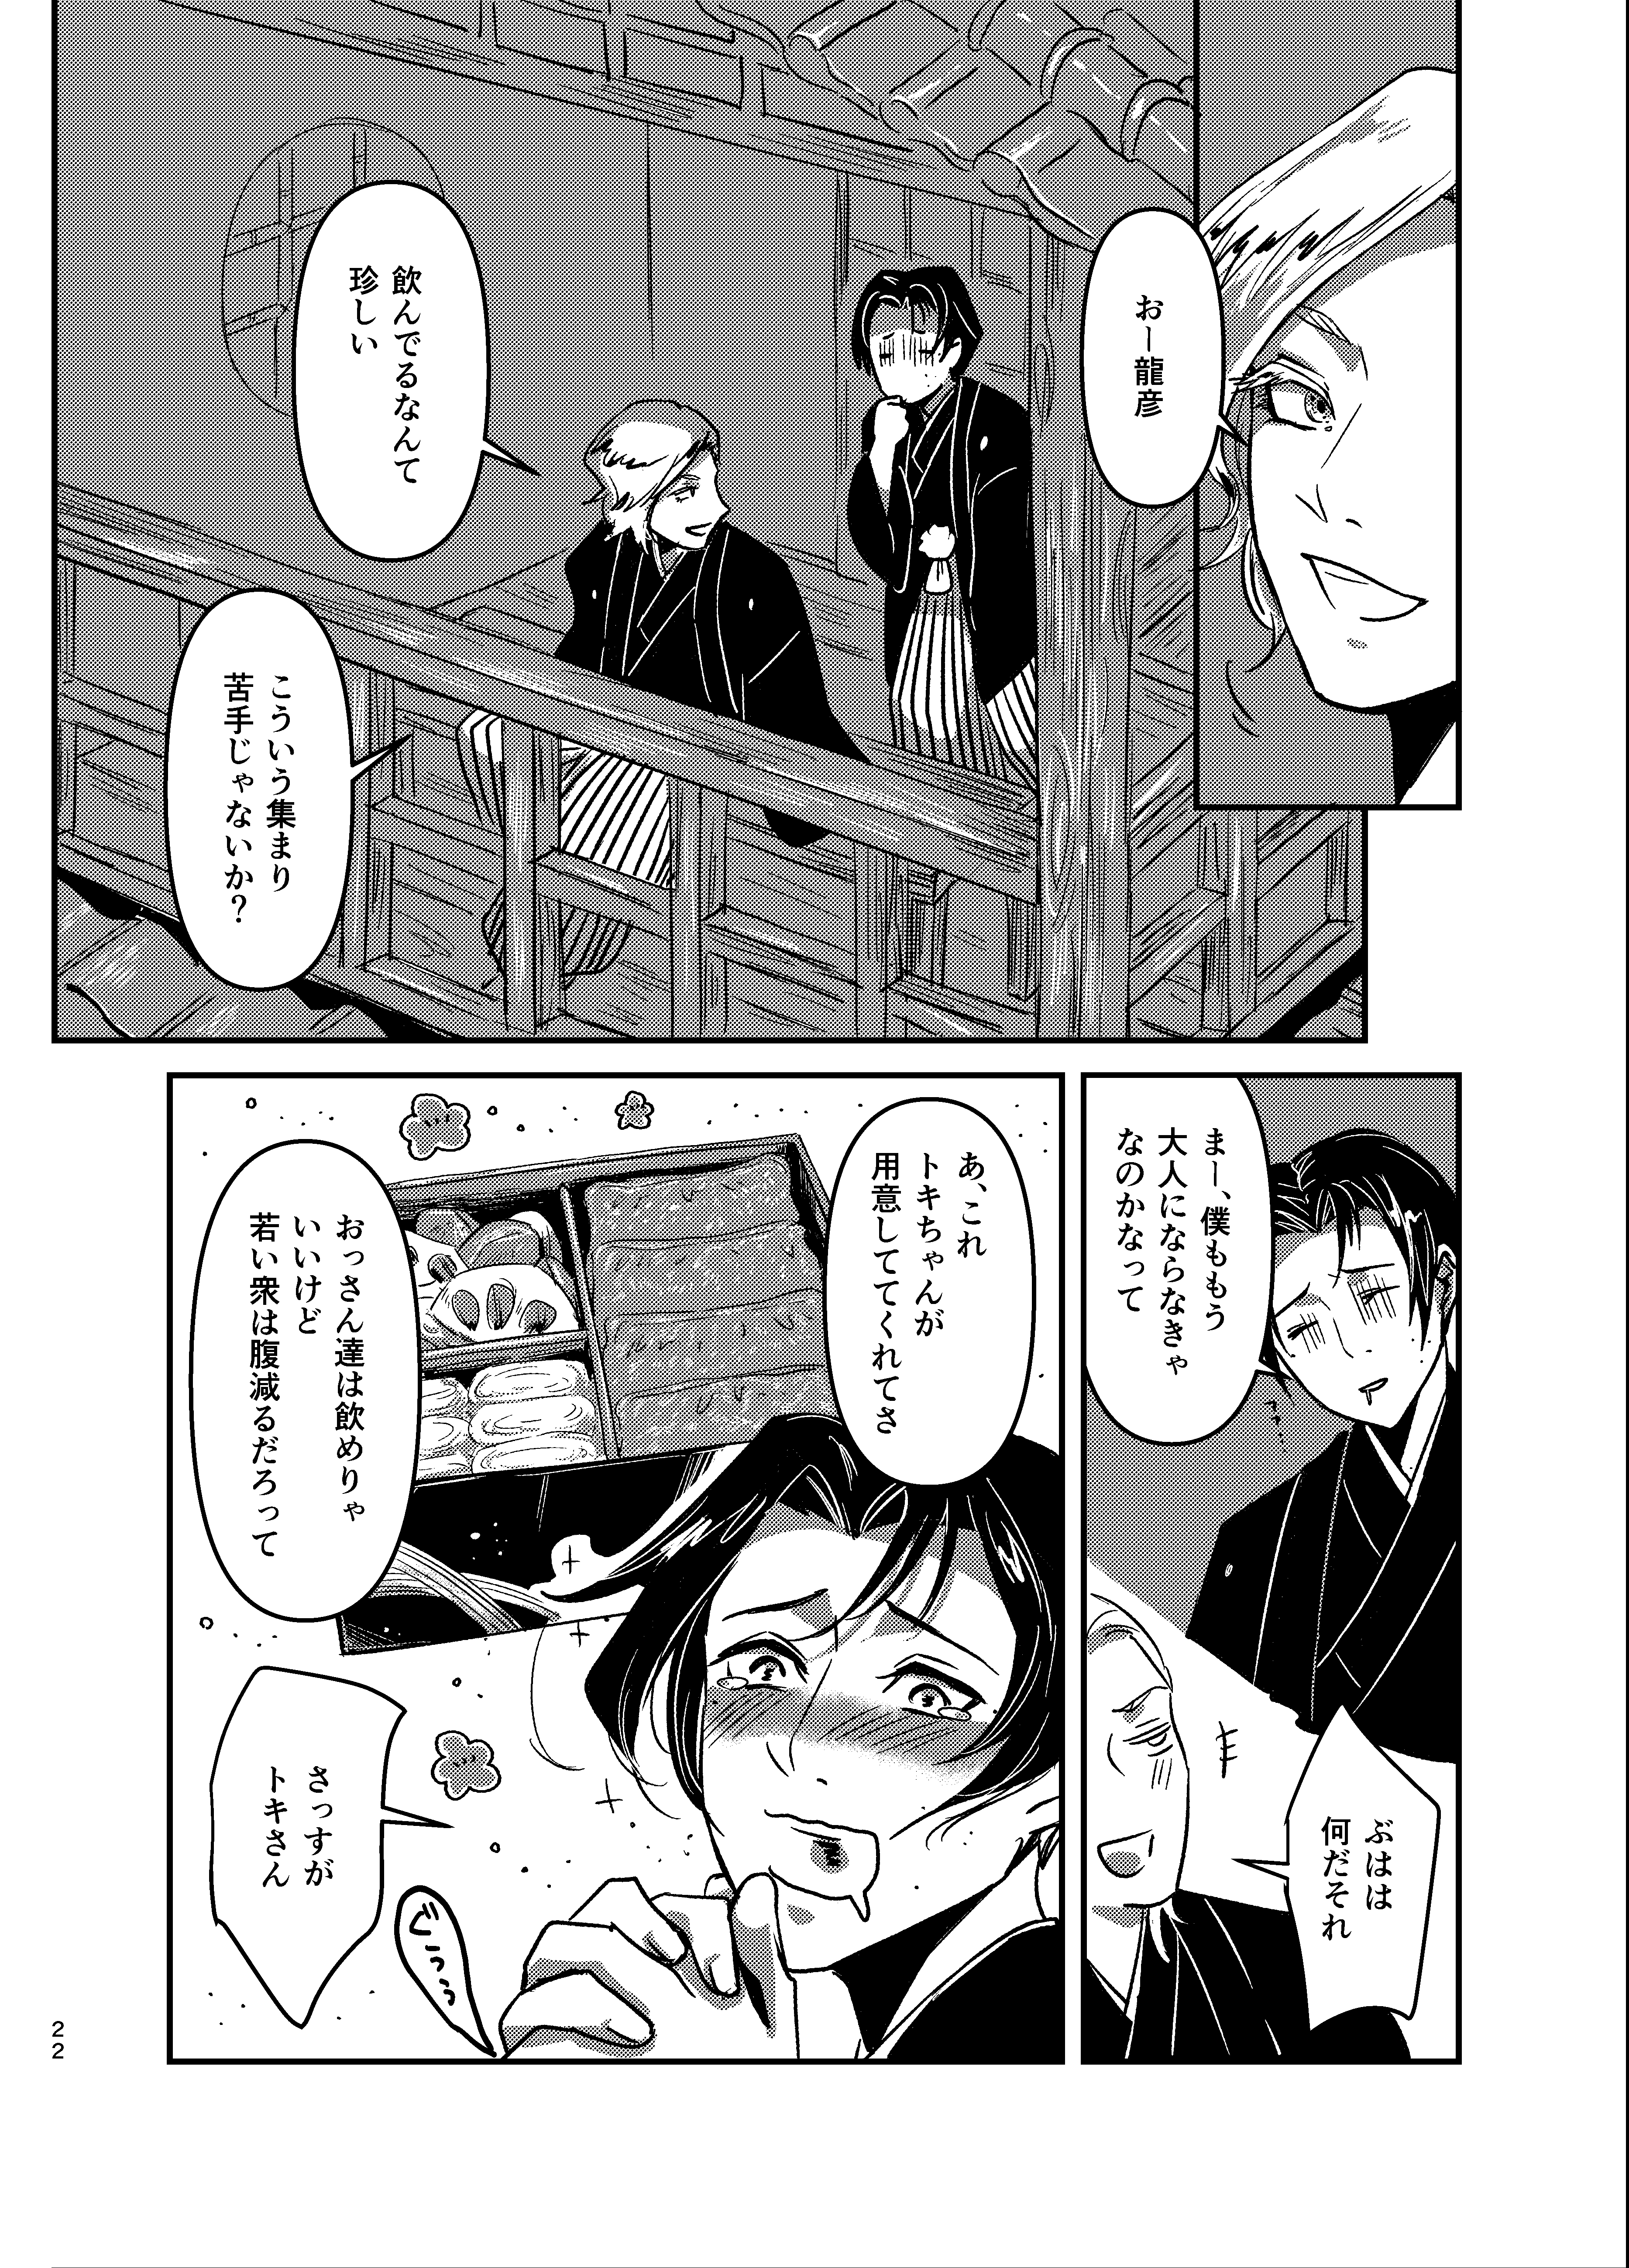 おー龍彦
飲んでるなんて
珍しい
こういう集まり
苦手じゃないか？
まー、僕ももう
大人にならなきゃ
なのかなって
ぶはは
何だそれ
あ、これ
トキちゃんが
用意しててくれてさ
おっさん達は飲めりゃ
いいけど
若い衆は腹減るだろって
さっすが
トキさん
ぐううう
22